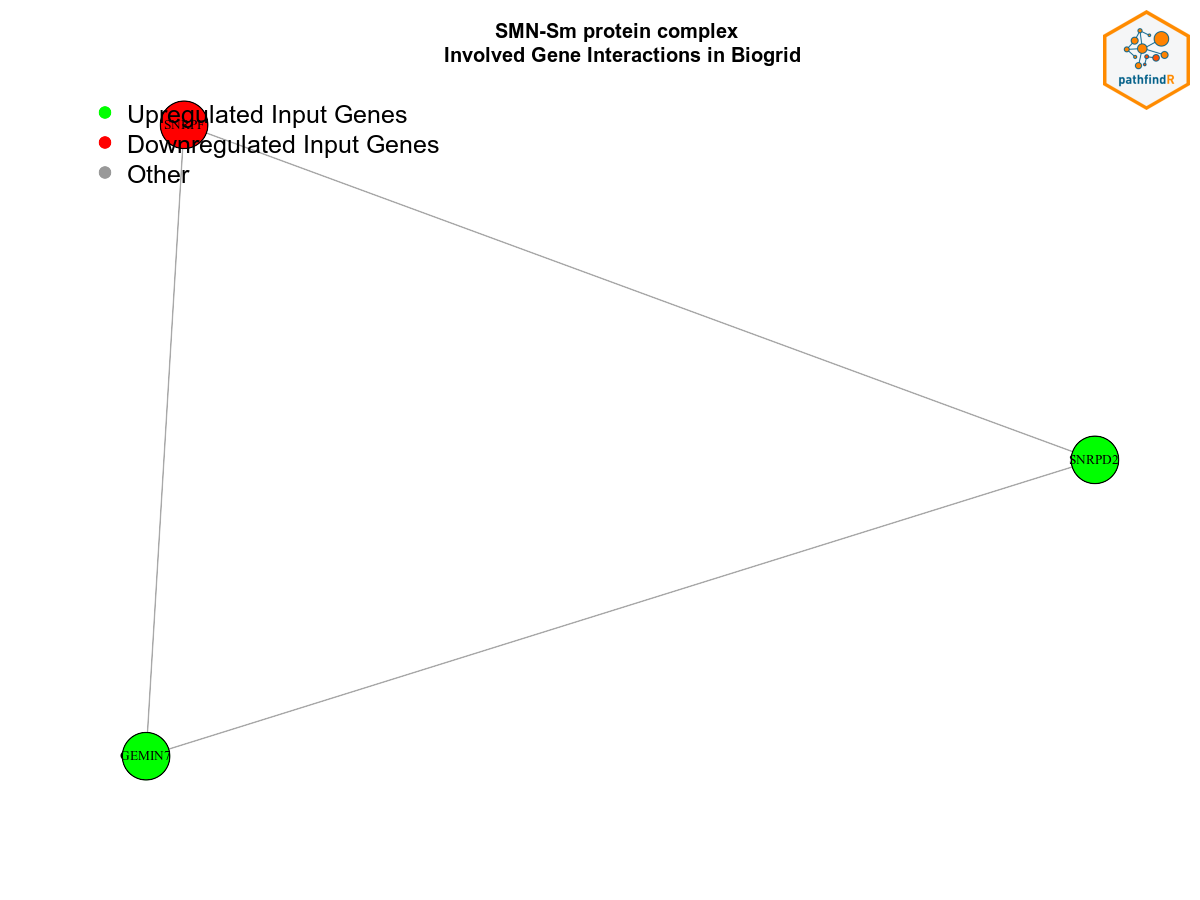 SMN-Sm protein complex
Involved Gene Interactions in Biogrid
pathfindR
Upregulated Input Genes
SNRPF
Downregulated Input Genes
Other
SNRPD2
GEMIN7